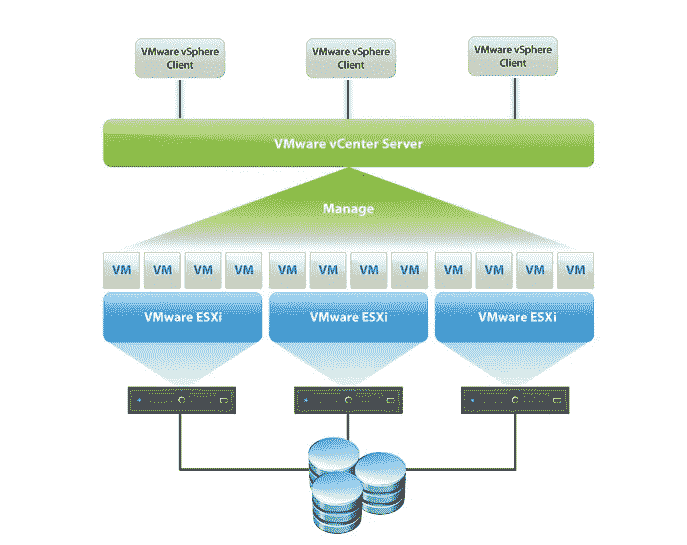 VMware vSphere
Client
VMware vSphere
Client
VMware vSphere
Client
VMware vCenter Server
Manage
VM VM VM VM VM VM VM VM VM VM VM VM
VMware ESXi VMware ESXi VMware ESXi